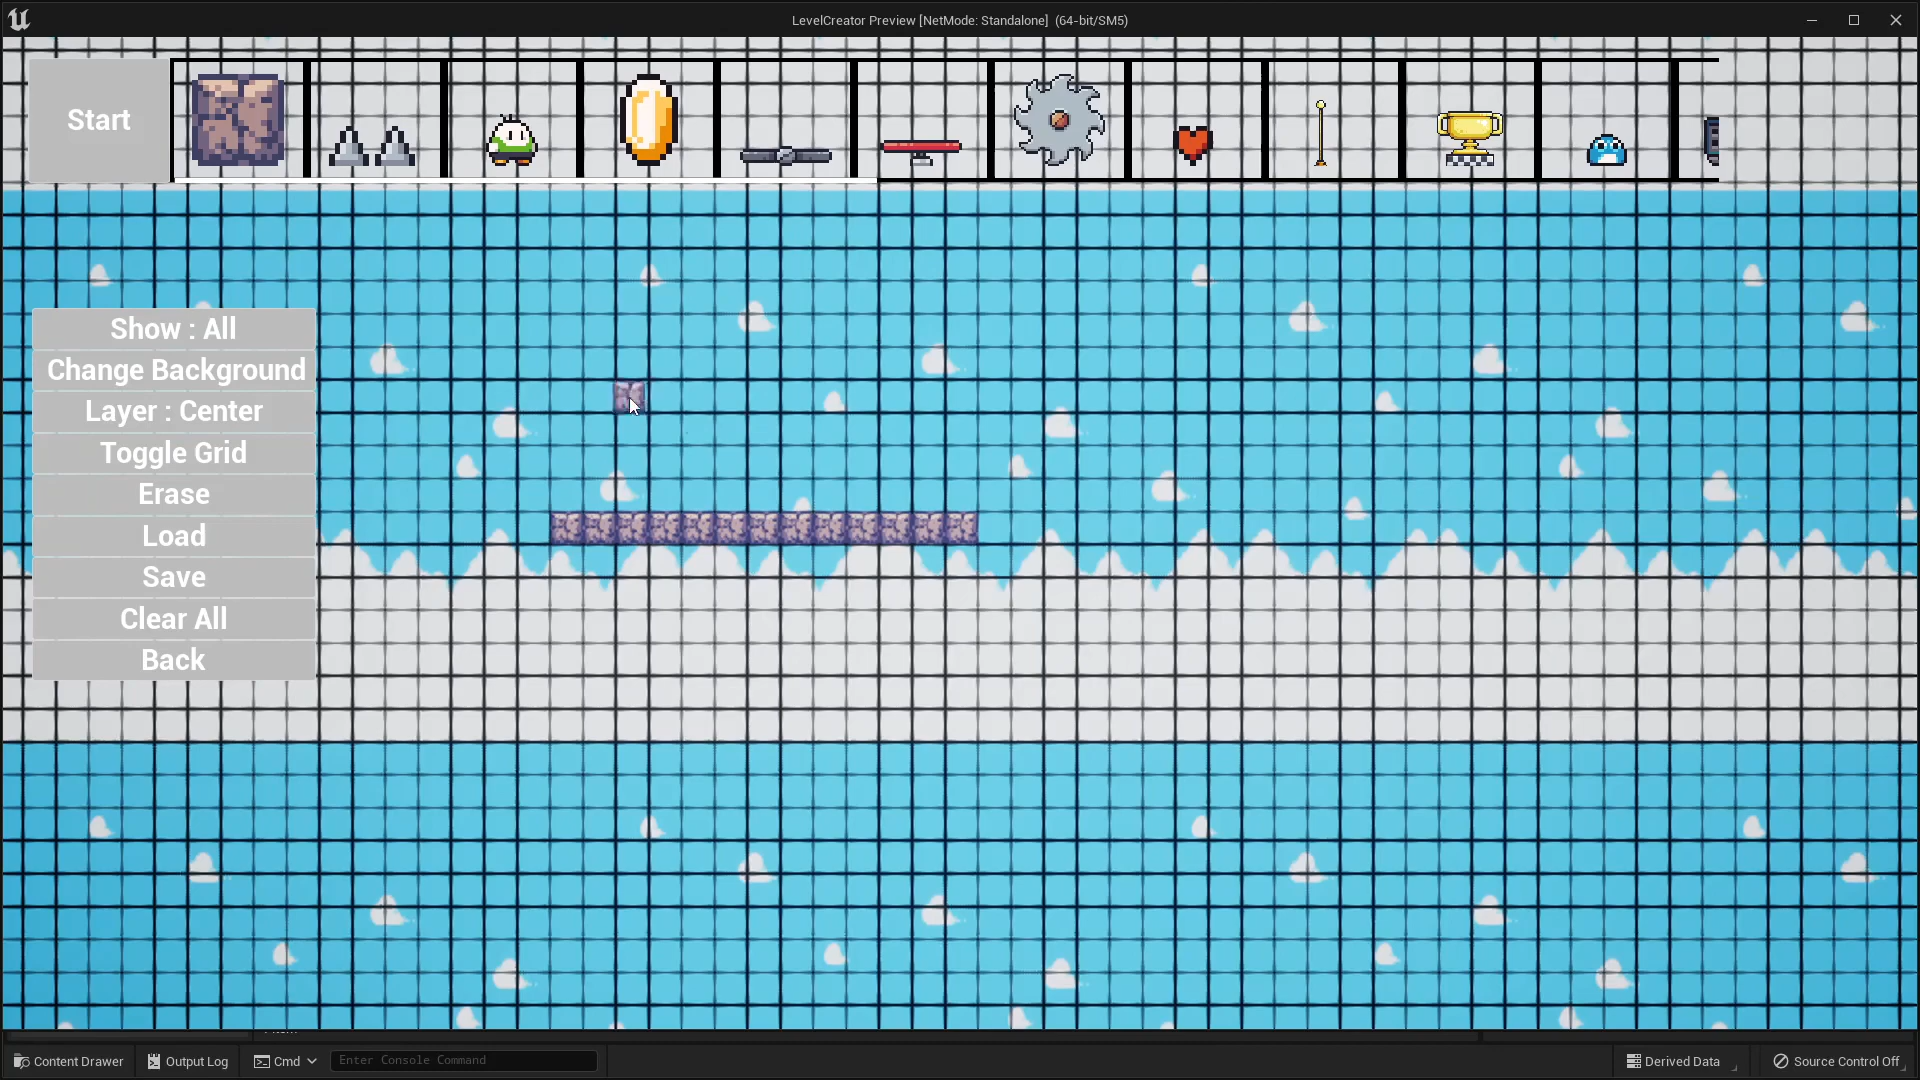 LevelCreator Preview [NetMode: Standalone] (64-bit/SM5)
Start
Show : All
Change Background
Layer : Center
Toggle Grid
Erase
Load
Save
Clear All
Back
Content Drawer
Output Log
Cmd
Enter Console Command
Derived Data
Source Control Off